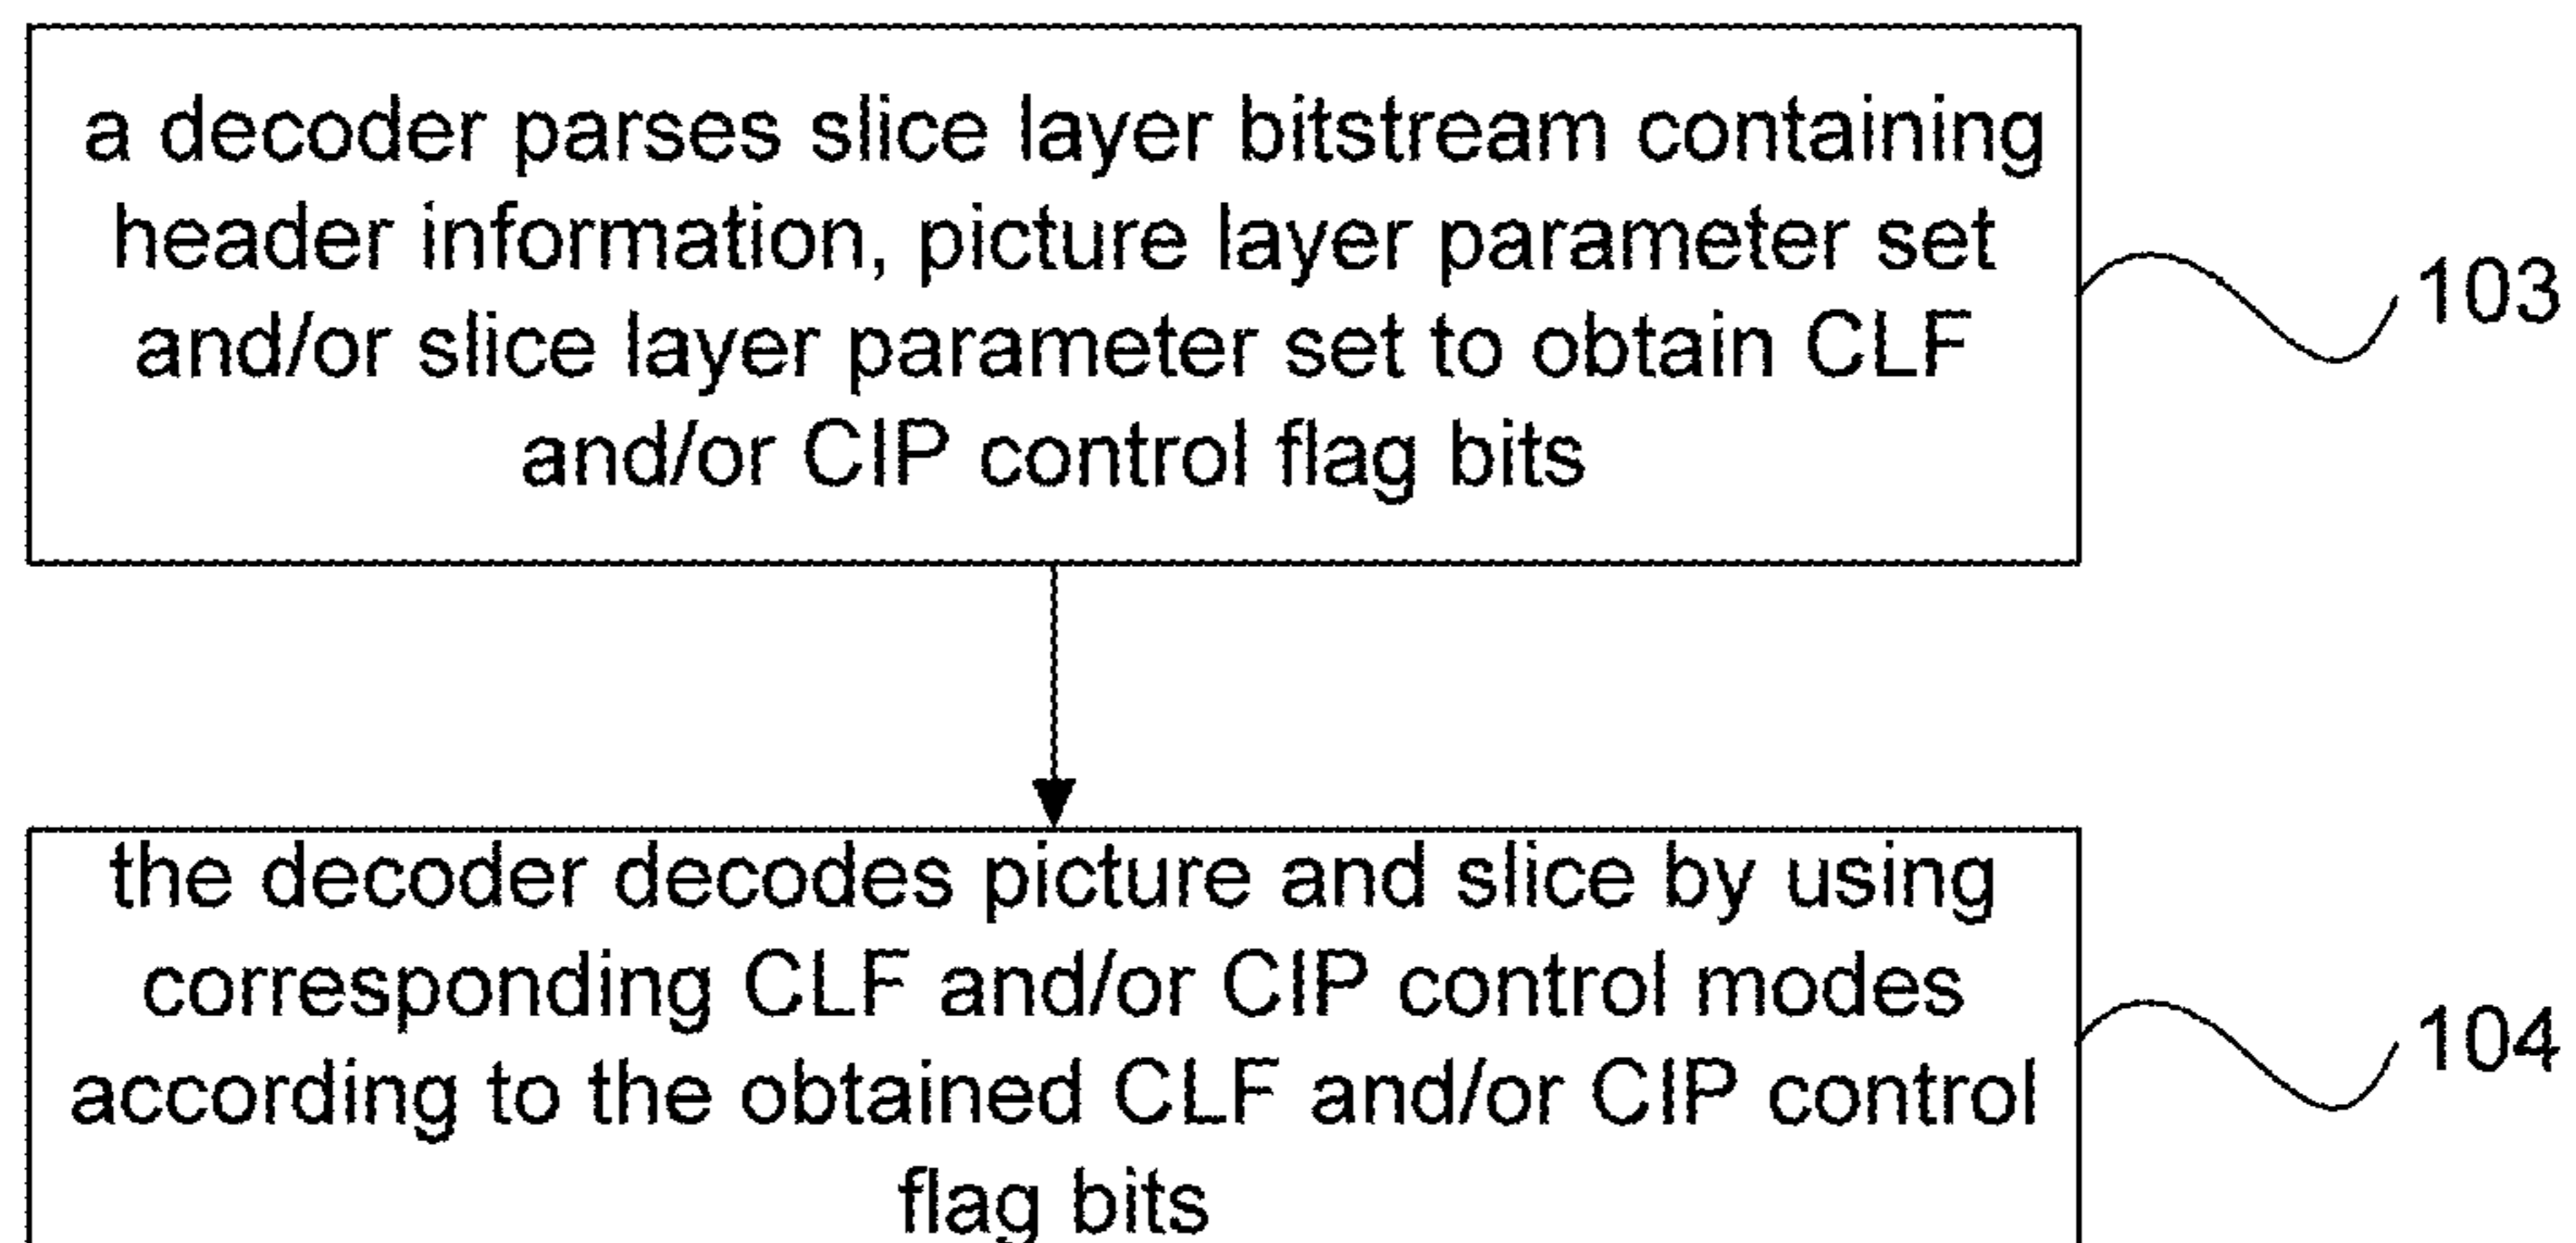 a decoder parses slice layer bitstream containing
header information, picture layer parameter set
and/or slice layer parameter set to obtain CLF
and/or CIP control flag bits
103
the decoder decodes picture and slice by using
corresponding CLF and/or CIP control modes
according to the obtained CLF and/or CIP control
flag bits
104